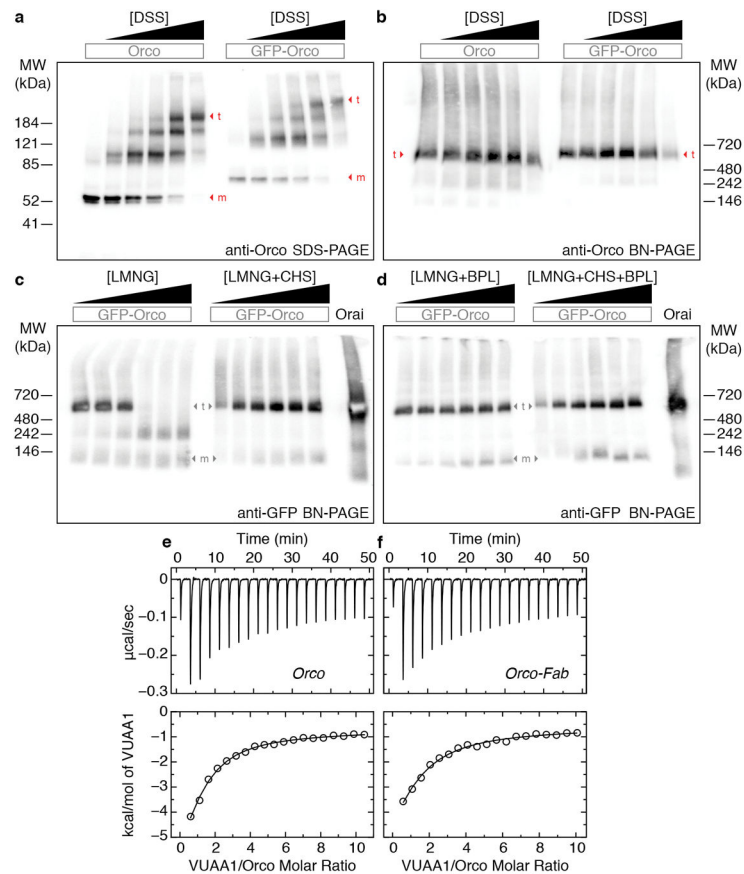 a [DSS] [DSS]
Orco GFP-Orco
MW
(kDa)
184
121
85
52
41
t
m
t
m
anti-Orco SDS-PAGE
b [DSS] [DSS]
Orco GFP-Orco
MW
(kDa)
720
480
242
146
t
t
anti-Orco BN-PAGE
c [LMNG] [LMNG+CHS]
GFP-Orco GFP-Orco Orai
MW
(kDa)
720
480
242
146
t
m
anti-GFP BN-PAGE
d [LMNG+BPL] [LMNG+CHS+BPL]
GFP-Orco GFP-Orco Orai
MW
(kDa)
720
480
242
146
t
m
anti-GFP BN-PAGE
e Time (min)
0 10 20 30 40 50
µcal/sec
0
-0.1
-0.2
-0.3
Orco
kcal/mol of VUAA1
0
-1
-2
-3
-4
-5
0 2 4 6 8 10
VUAA1/Orco Molar Ratio
f Time (min)
0 10 20 30 40 50
Orco-Fab
0 2 4 6 8 10
VUAA1/Orco Molar Ratio